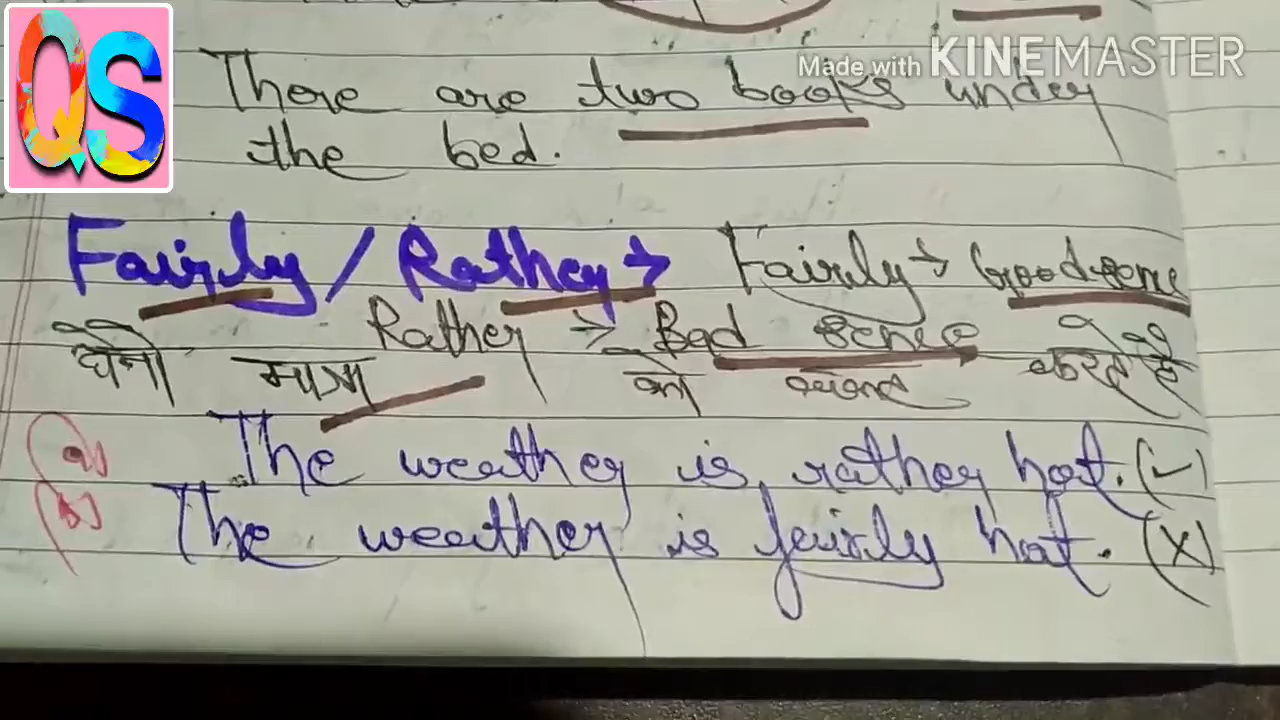 QS
Made with KINEMASTER
There are two books under
the bed.
Fairly / Rather → Fairly → Good sense
Rather → Bad sense
दोनो मात्रा को व्यक्त करते है
a) The weather is rather hot. (✓)
b) The weather is fairly hot. (X)